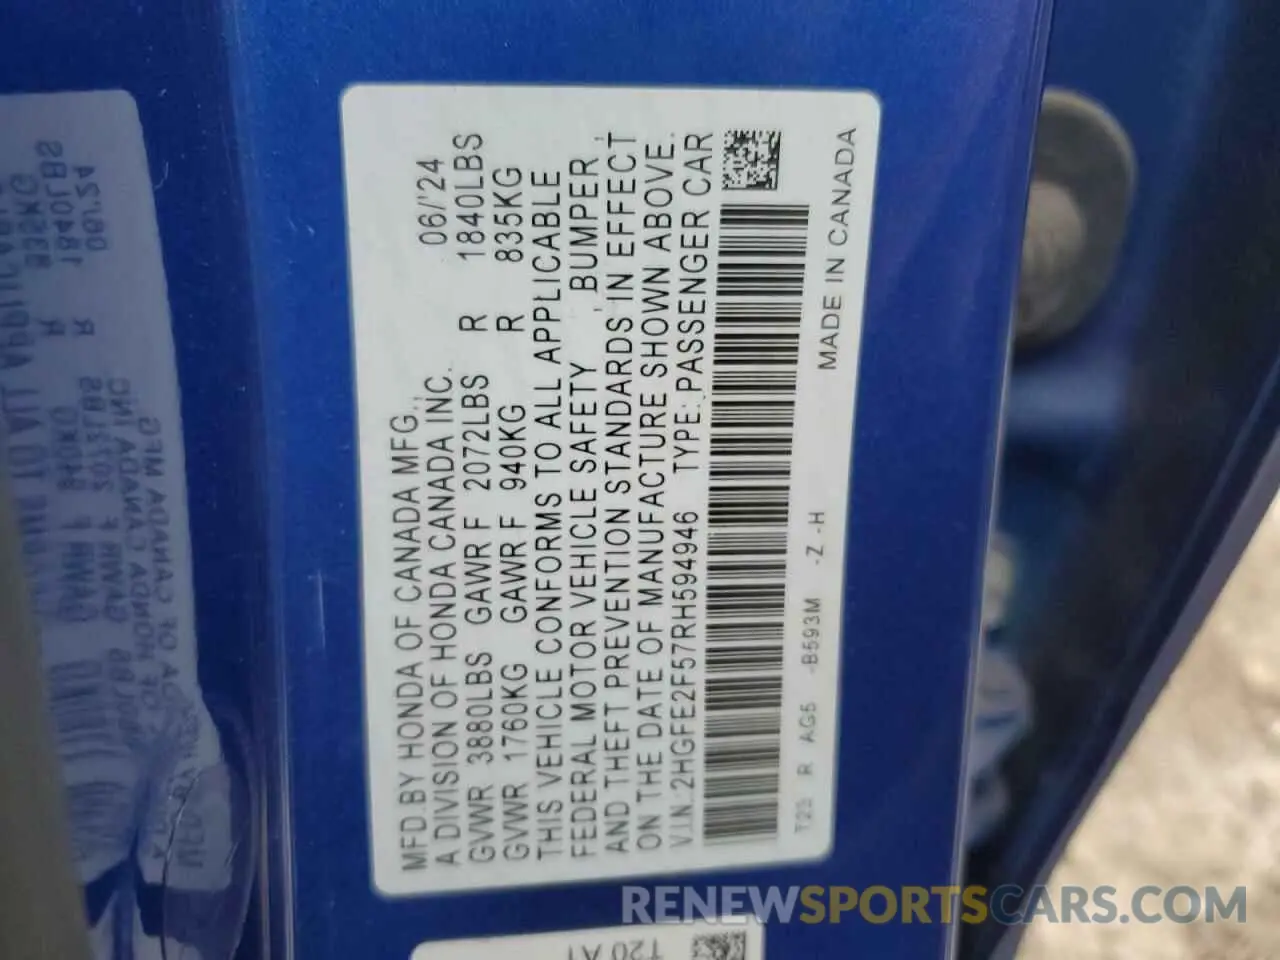 MFD.BY HONDA OF CANADA MFG., 06/'24
A DIVISION OF HONDA CANADA INC.
GVWR 3880LBS GAWR F 2072LBS R 1840LBS
GVWR 1760KG GAWR F 940KG R 835KG
THIS VEHICLE CONFORMS TO ALL APPLICABLE
FEDERAL MOTOR VEHICLE SAFETY , BUMPER ,
AND THEFT PREVENTION STANDARDS IN EFFECT
ON THE DATE OF MANUFACTURE SHOWN ABOVE.
V.I.N. 2HGFE2F57RH594946 TYPE: PASSENGER CAR
T23 R AG5 -B593M -Z -H MADE IN CANADA
T20 A1
RENEWSPORTSCARS.COM